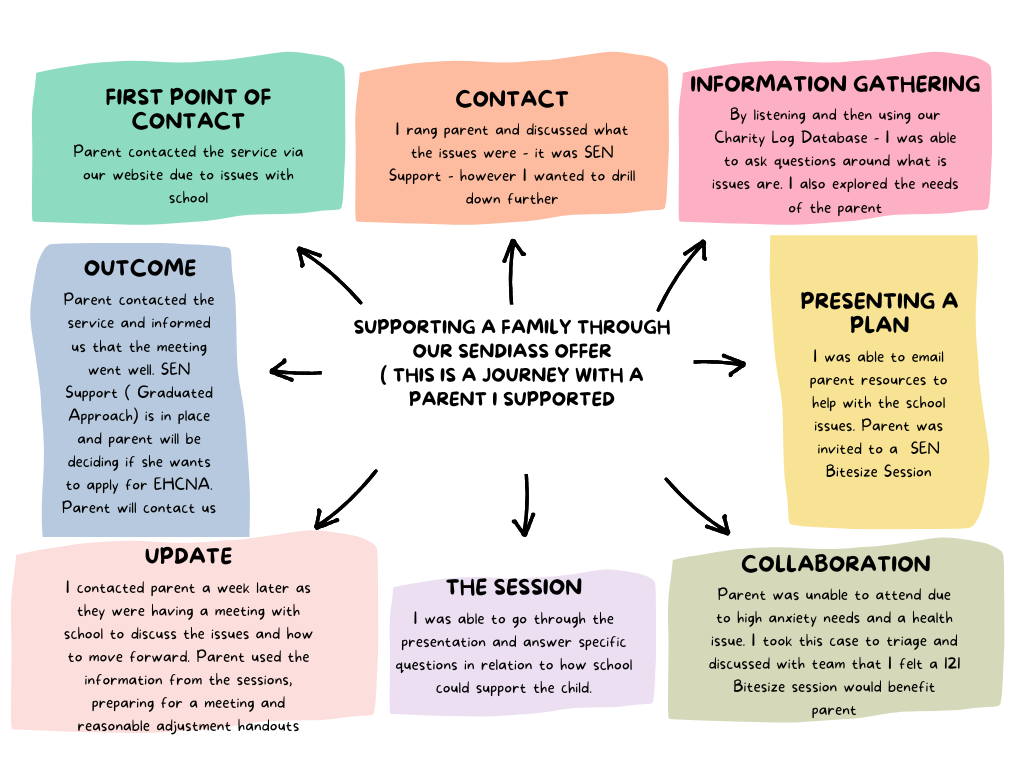 FIRST POINT OF
CONTACT
Parent contacted the service via
our website due to issues with
school
CONTACT
I rang parent and discussed what
the issues were - it was SEN
Support - however I wanted to drill
down further
INFORMATION GATHERING
By listening and then using our
Charity Log Database - I was able
to ask questions around what is
issues are. I also explored the needs
of the parent
SUPPORTING A FAMILY THROUGH
OUR SENDIASS OFFER
( THIS IS A JOURNEY WITH A
PARENT I SUPPORTED
PRESENTING A
PLAN
I was able to email
parent resources to
help with the school
issues. Parent was
invited to a SEN
Bitesize Session
COLLABORATION
Parent was unable to attend due
to high anxiety needs and a health
issue. I took this case to triage and
discussed with team that I felt a 121
Bitesize session would benefit
parent
THE SESSION
I was able to go through the
presentation and answer specific
questions in relation to how school
could support the child.
UPDATE
I contacted parent a week later as
they were having a meeting with
school to discuss the issues and how
to move forward. Parent used the
information from the sessions,
preparing for a meeting and
reasonable adjustment handouts
OUTCOME
Parent contacted the
service and informed
us that the meeting
went well. SEN
Support ( Graduated
Approach) is in place
and parent will be
deciding if she wants
to apply for EHCNA.
Parent will contact us